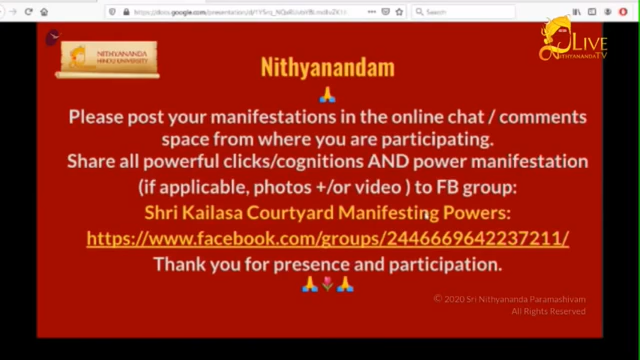 Search
LIVE
NITHYANANDA TV
NITHYANANDA
HINDU UNIVERSITY
Nithyanandam
Please post your manifestations in the online chat / comments
space from where you are participating.
Share all powerful clicks/cognitions AND power manifestation
(if applicable, photos +/or video ) to FB group:
Shri Kailasa Courtyard Manifesting Powers:
https://www.facebook.com/groups/2446669642237211/
Thank you for presence and participation.
© 2020 Sri Nithyananda Paramashivam
All Rights Reserved